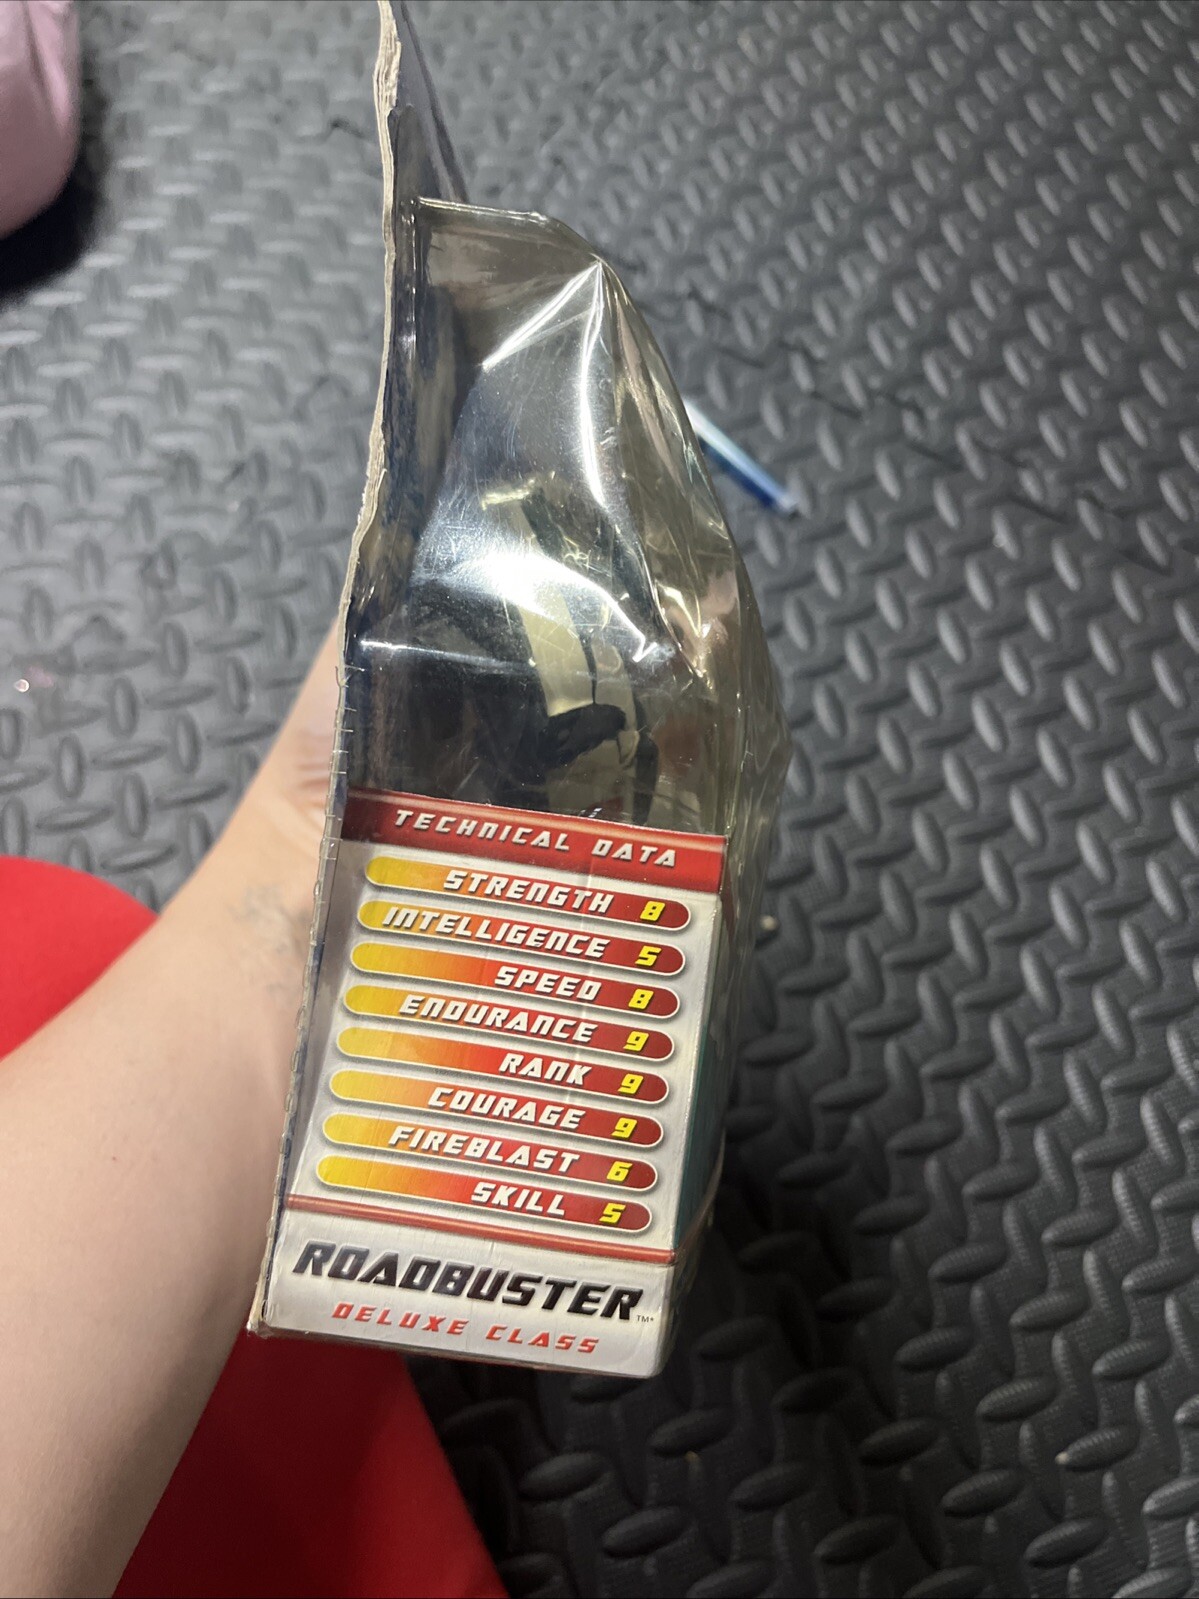 TECHNICAL DATA
STRENGTH 8
INTELLIGENCE 5
SPEED 8
ENDURANCE 9
RANK 9
COURAGE 9
FIREBLAST 6
SKILL 5
ROADBUSTER™*
DELUXE CLASS